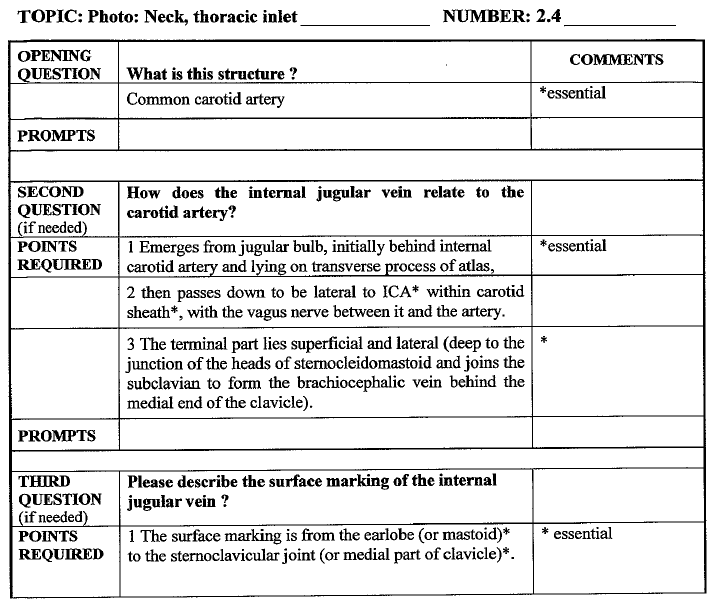 TOPIC: Photo: Neck, thoracic inlet NUMBER: 2.4
OPENING
QUESTION
What is this structure ?
COMMENTS
Common carotid artery
*essential
PROMPTS
SECOND
QUESTION
(if needed)
How does the internal jugular vein relate to the
carotid artery?
POINTS
REQUIRED
1 Emerges from jugular bulb, initially behind internal
carotid artery and lying on transverse process of atlas,
*essential
2 then passes down to be lateral to ICA* within carotid
sheath*, with the vagus nerve between it and the artery.
3 The terminal part lies superficial and lateral (deep to the
junction of the heads of sternocleidomastoid and joins the
subclavian to form the brachiocephalic vein behind the
medial end of the clavicle).
*
PROMPTS
THIRD
QUESTION
(if needed)
Please describe the surface marking of the internal
jugular vein ?
POINTS
REQUIRED
1 The surface marking is from the earlobe (or mastoid)*
to the sternoclavicular joint (or medial part of clavicle)*.
* essential